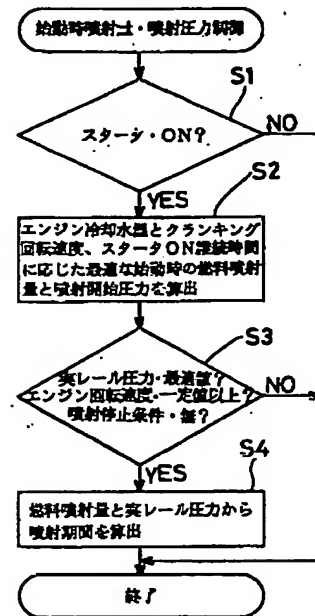 始動時噴射量・噴射圧力制御
S1
スタータ・ON?
NO
YES
S2
エンジン冷却水温とクランキング
回転速度、スタータON継続時間
に応じた最適な始動時の燃料噴射
量と噴射開始圧力を算出
S3
実レール圧力・最適値?
エンジン回転速度・一定値以上?
噴射停止条件・無?
NO
YES
S4
燃料噴射量と実レール圧力から
噴射期間を算出
終了